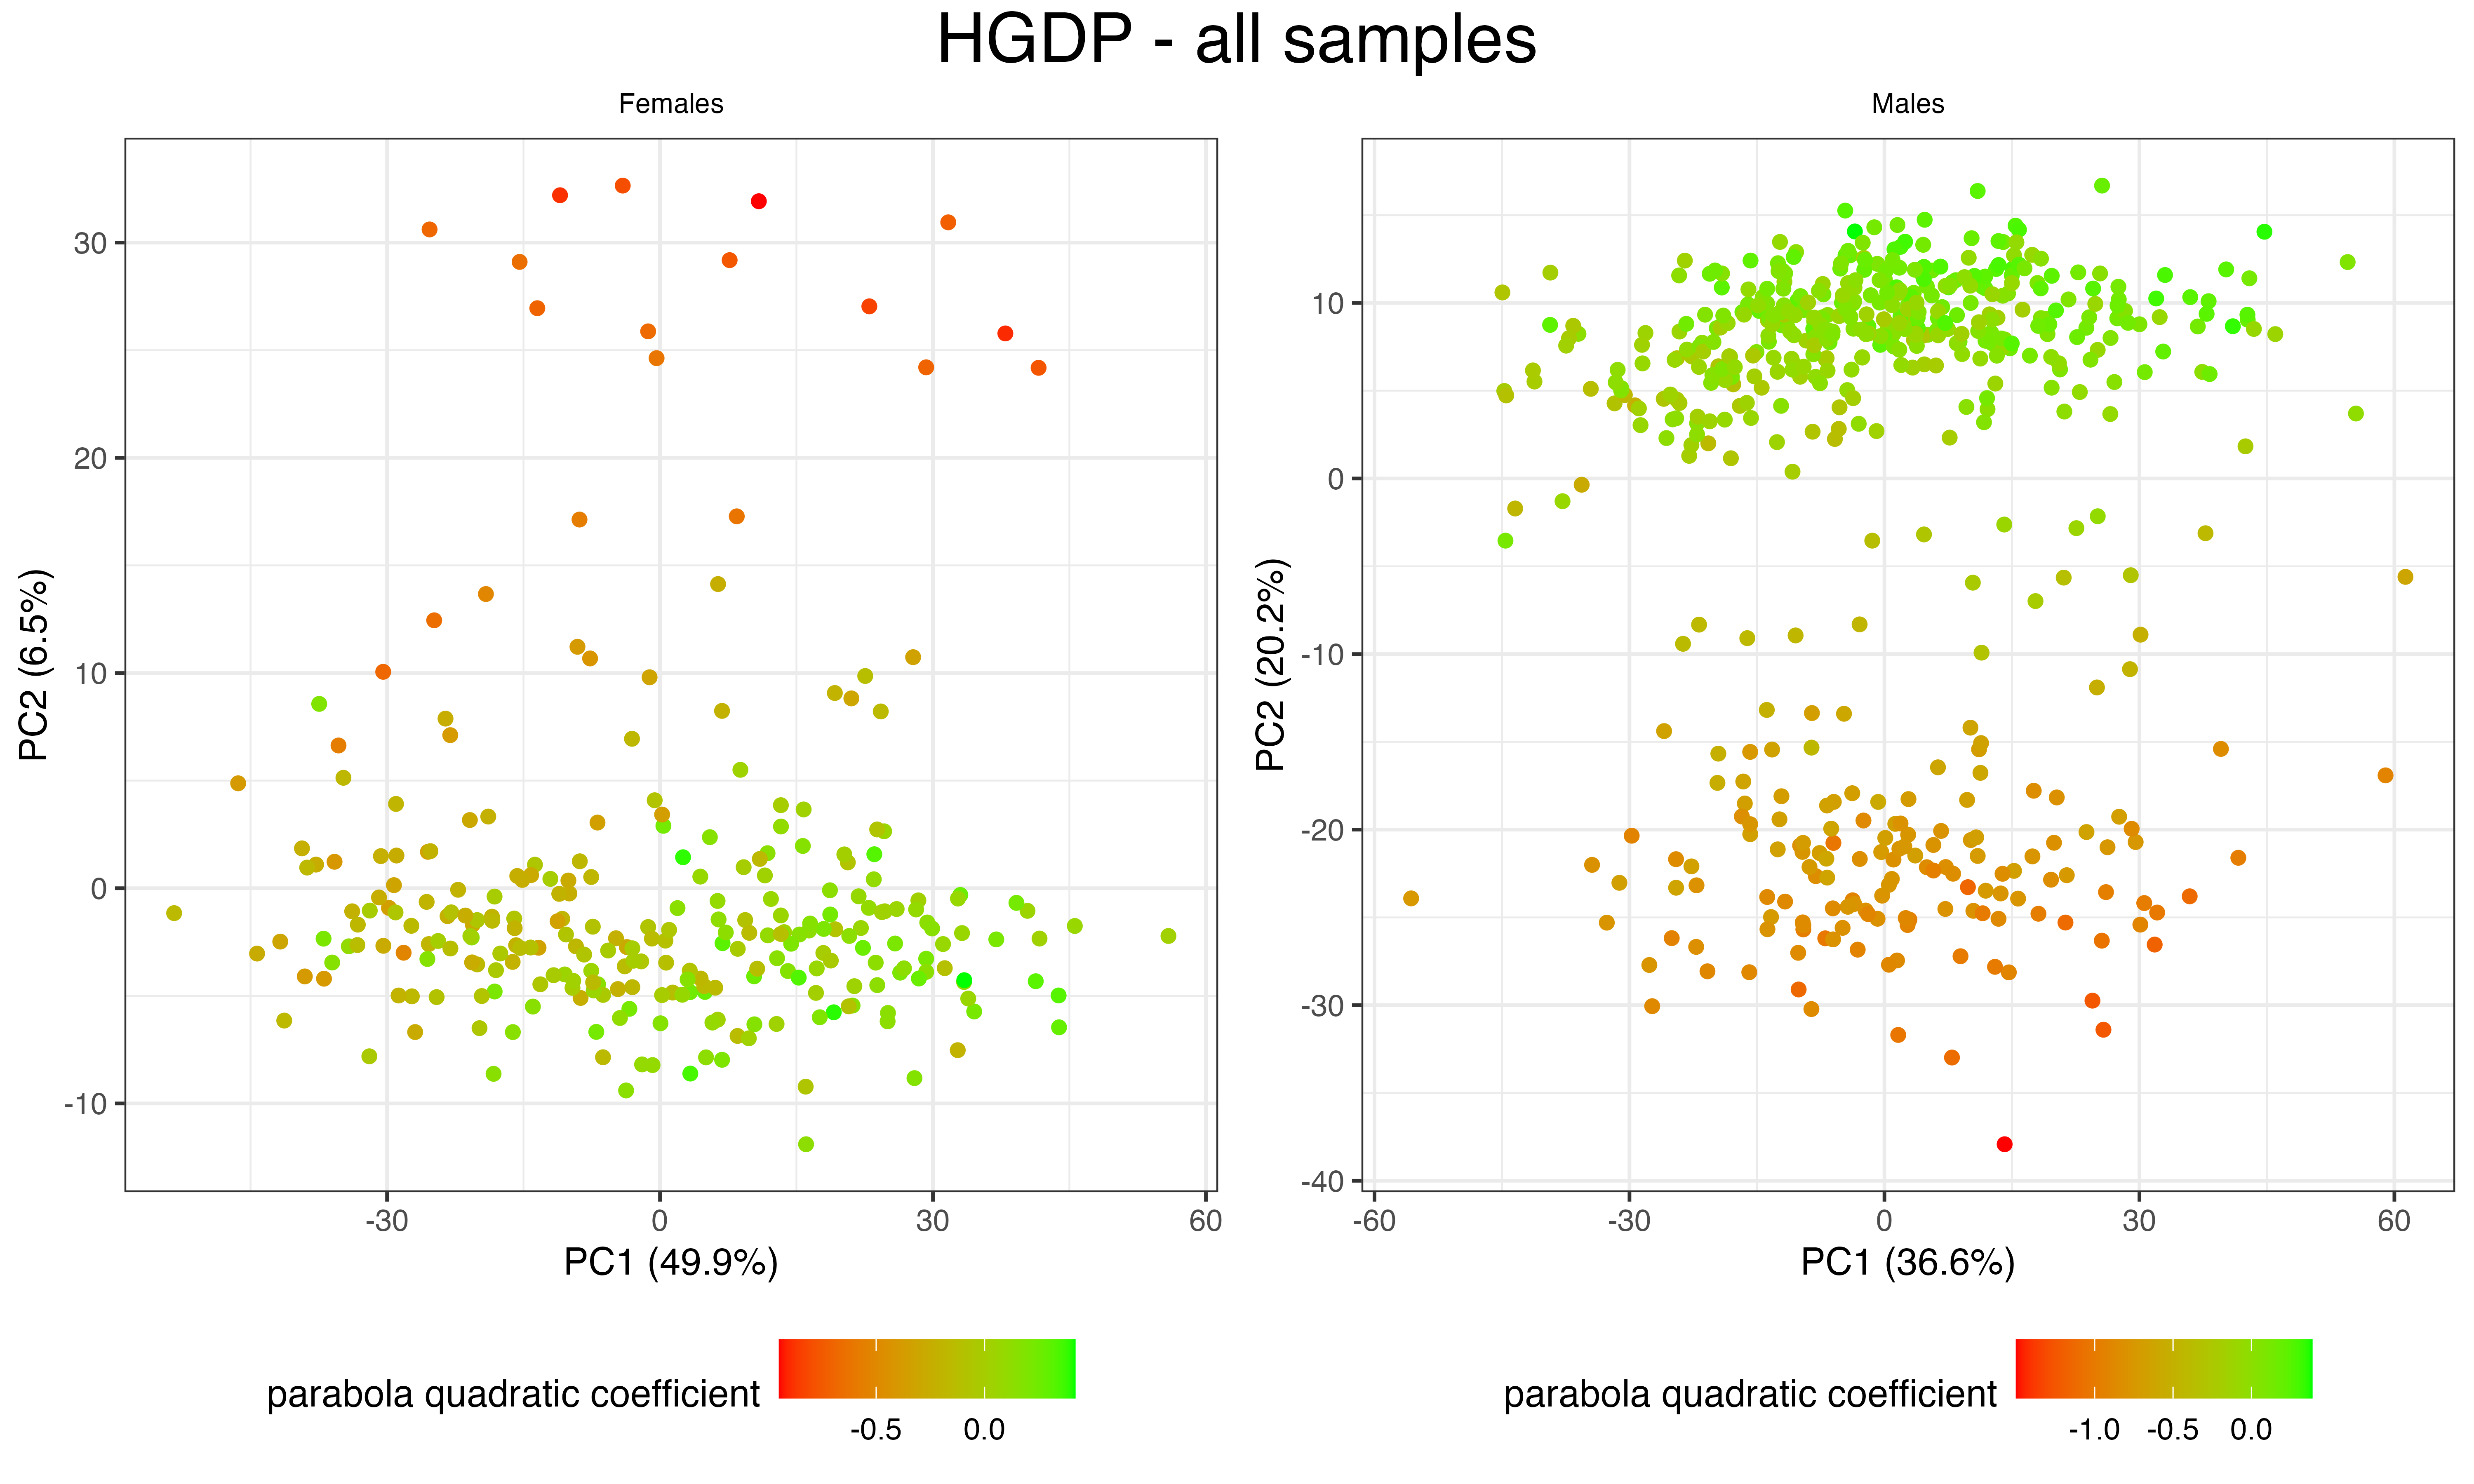 HGDP - all samples
Females
Males
PC2 (6.5%)
30
20
10
0
-10
-30
0
30
60
PC1 (49.9%)
parabola quadratic coefficient
-0.5
0.0
PC2 (20.2%)
10
0
-10
-20
-30
-40
-60
-30
0
30
60
PC1 (36.6%)
parabola quadratic coefficient
-1.0
-0.5
0.0